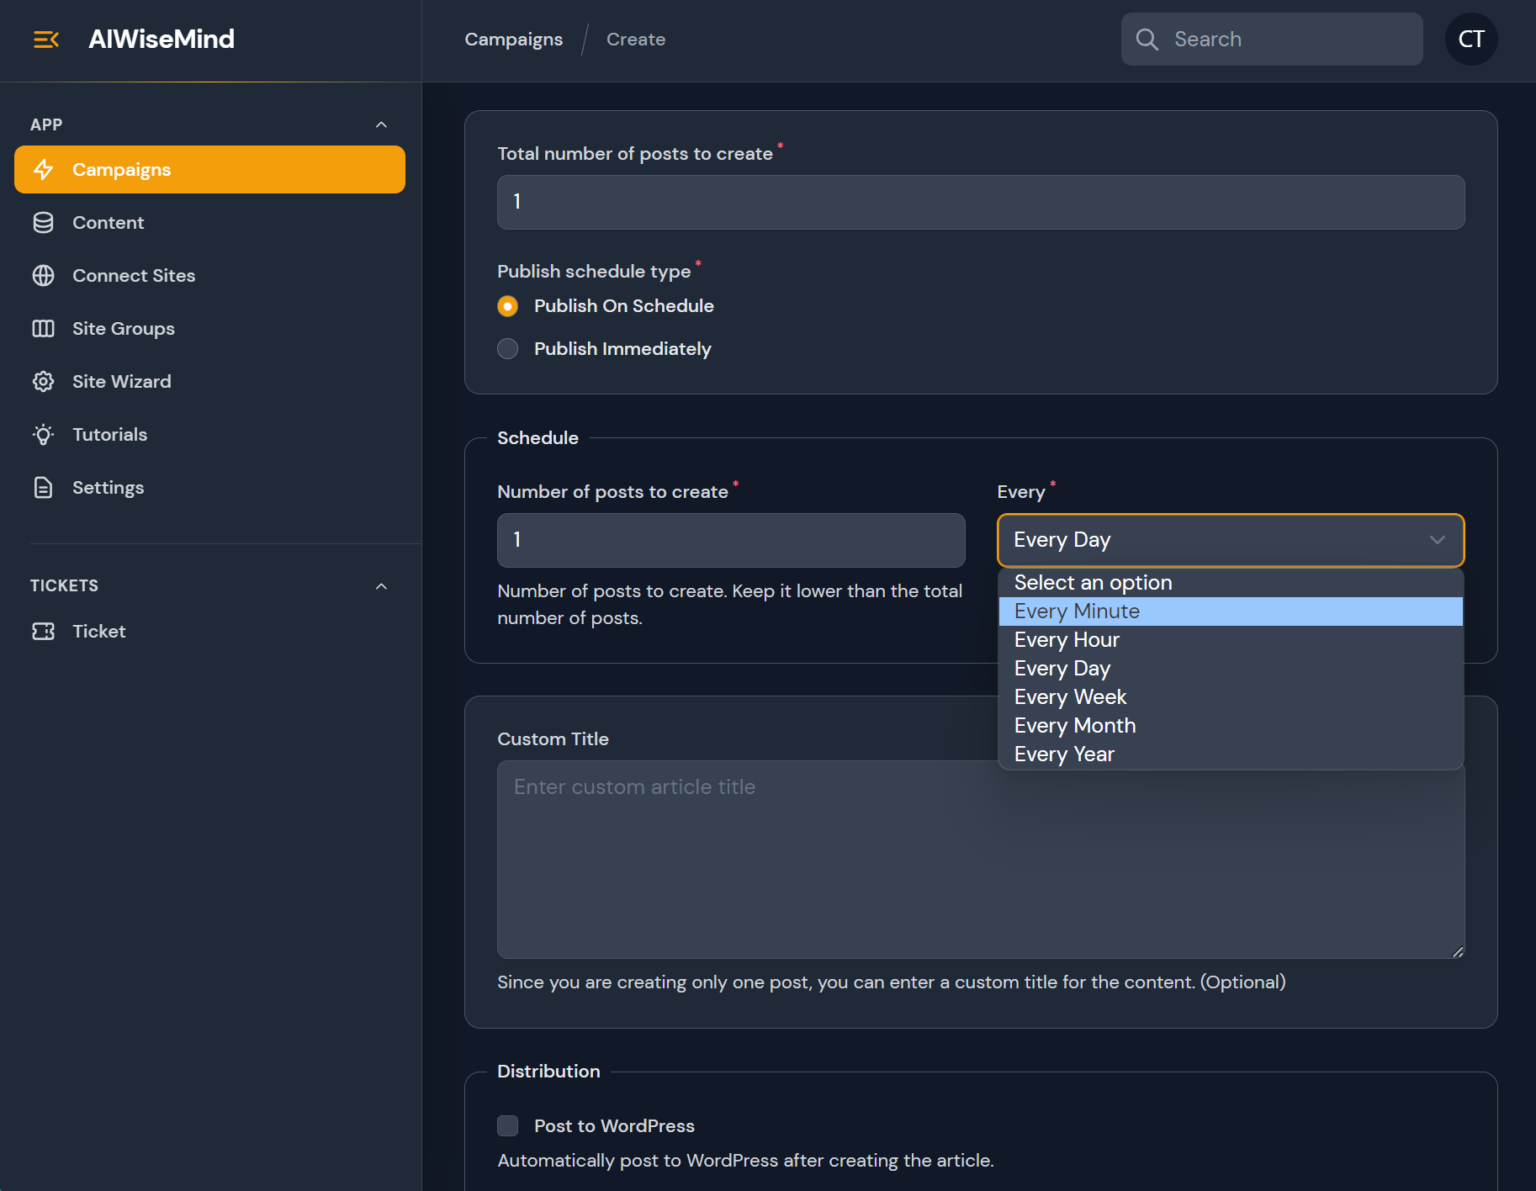 AIWiseMind
Campaigns / Create
Search
CT
APP
Campaigns
Content
Connect Sites
Site Groups
Site Wizard
Tutorials
Settings
TICKETS
Ticket
Total number of posts to create *
1
Publish schedule type *
Publish On Schedule
Publish Immediately
Schedule
Number of posts to create *
1
Number of posts to create. Keep it lower than the total
number of posts.
Every *
Every Day
Select an option
Every Minute
Every Hour
Every Day
Every Week
Every Month
Every Year
Custom Title
Enter custom article title
Since you are creating only one post, you can enter a custom title for the content. (Optional)
Distribution
Post to WordPress
Automatically post to WordPress after creating the article.